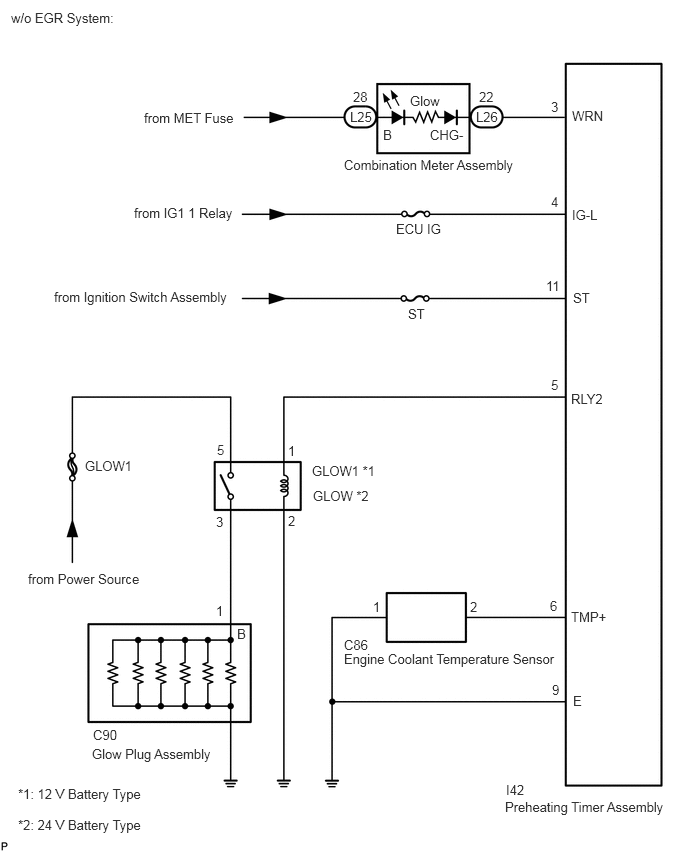 w/o EGR System:
28
Glow
22
3
WRN
from MET Fuse
L25
L26
B
CHG-
Combination Meter Assembly
4
from IG1 1 Relay
IG-L
ECU IG
11
from Ignition Switch Assembly
ST
ST
5
RLY2
5
1
GLOW1
GLOW1 *1
GLOW *2
3
2
from Power Source
1
B
1
2
6
TMP+
C86
Engine Coolant Temperature Sensor
9
E
C90
Glow Plug Assembly
I42
Preheating Timer Assembly
*1: 12 V Battery Type
*2: 24 V Battery Type
P